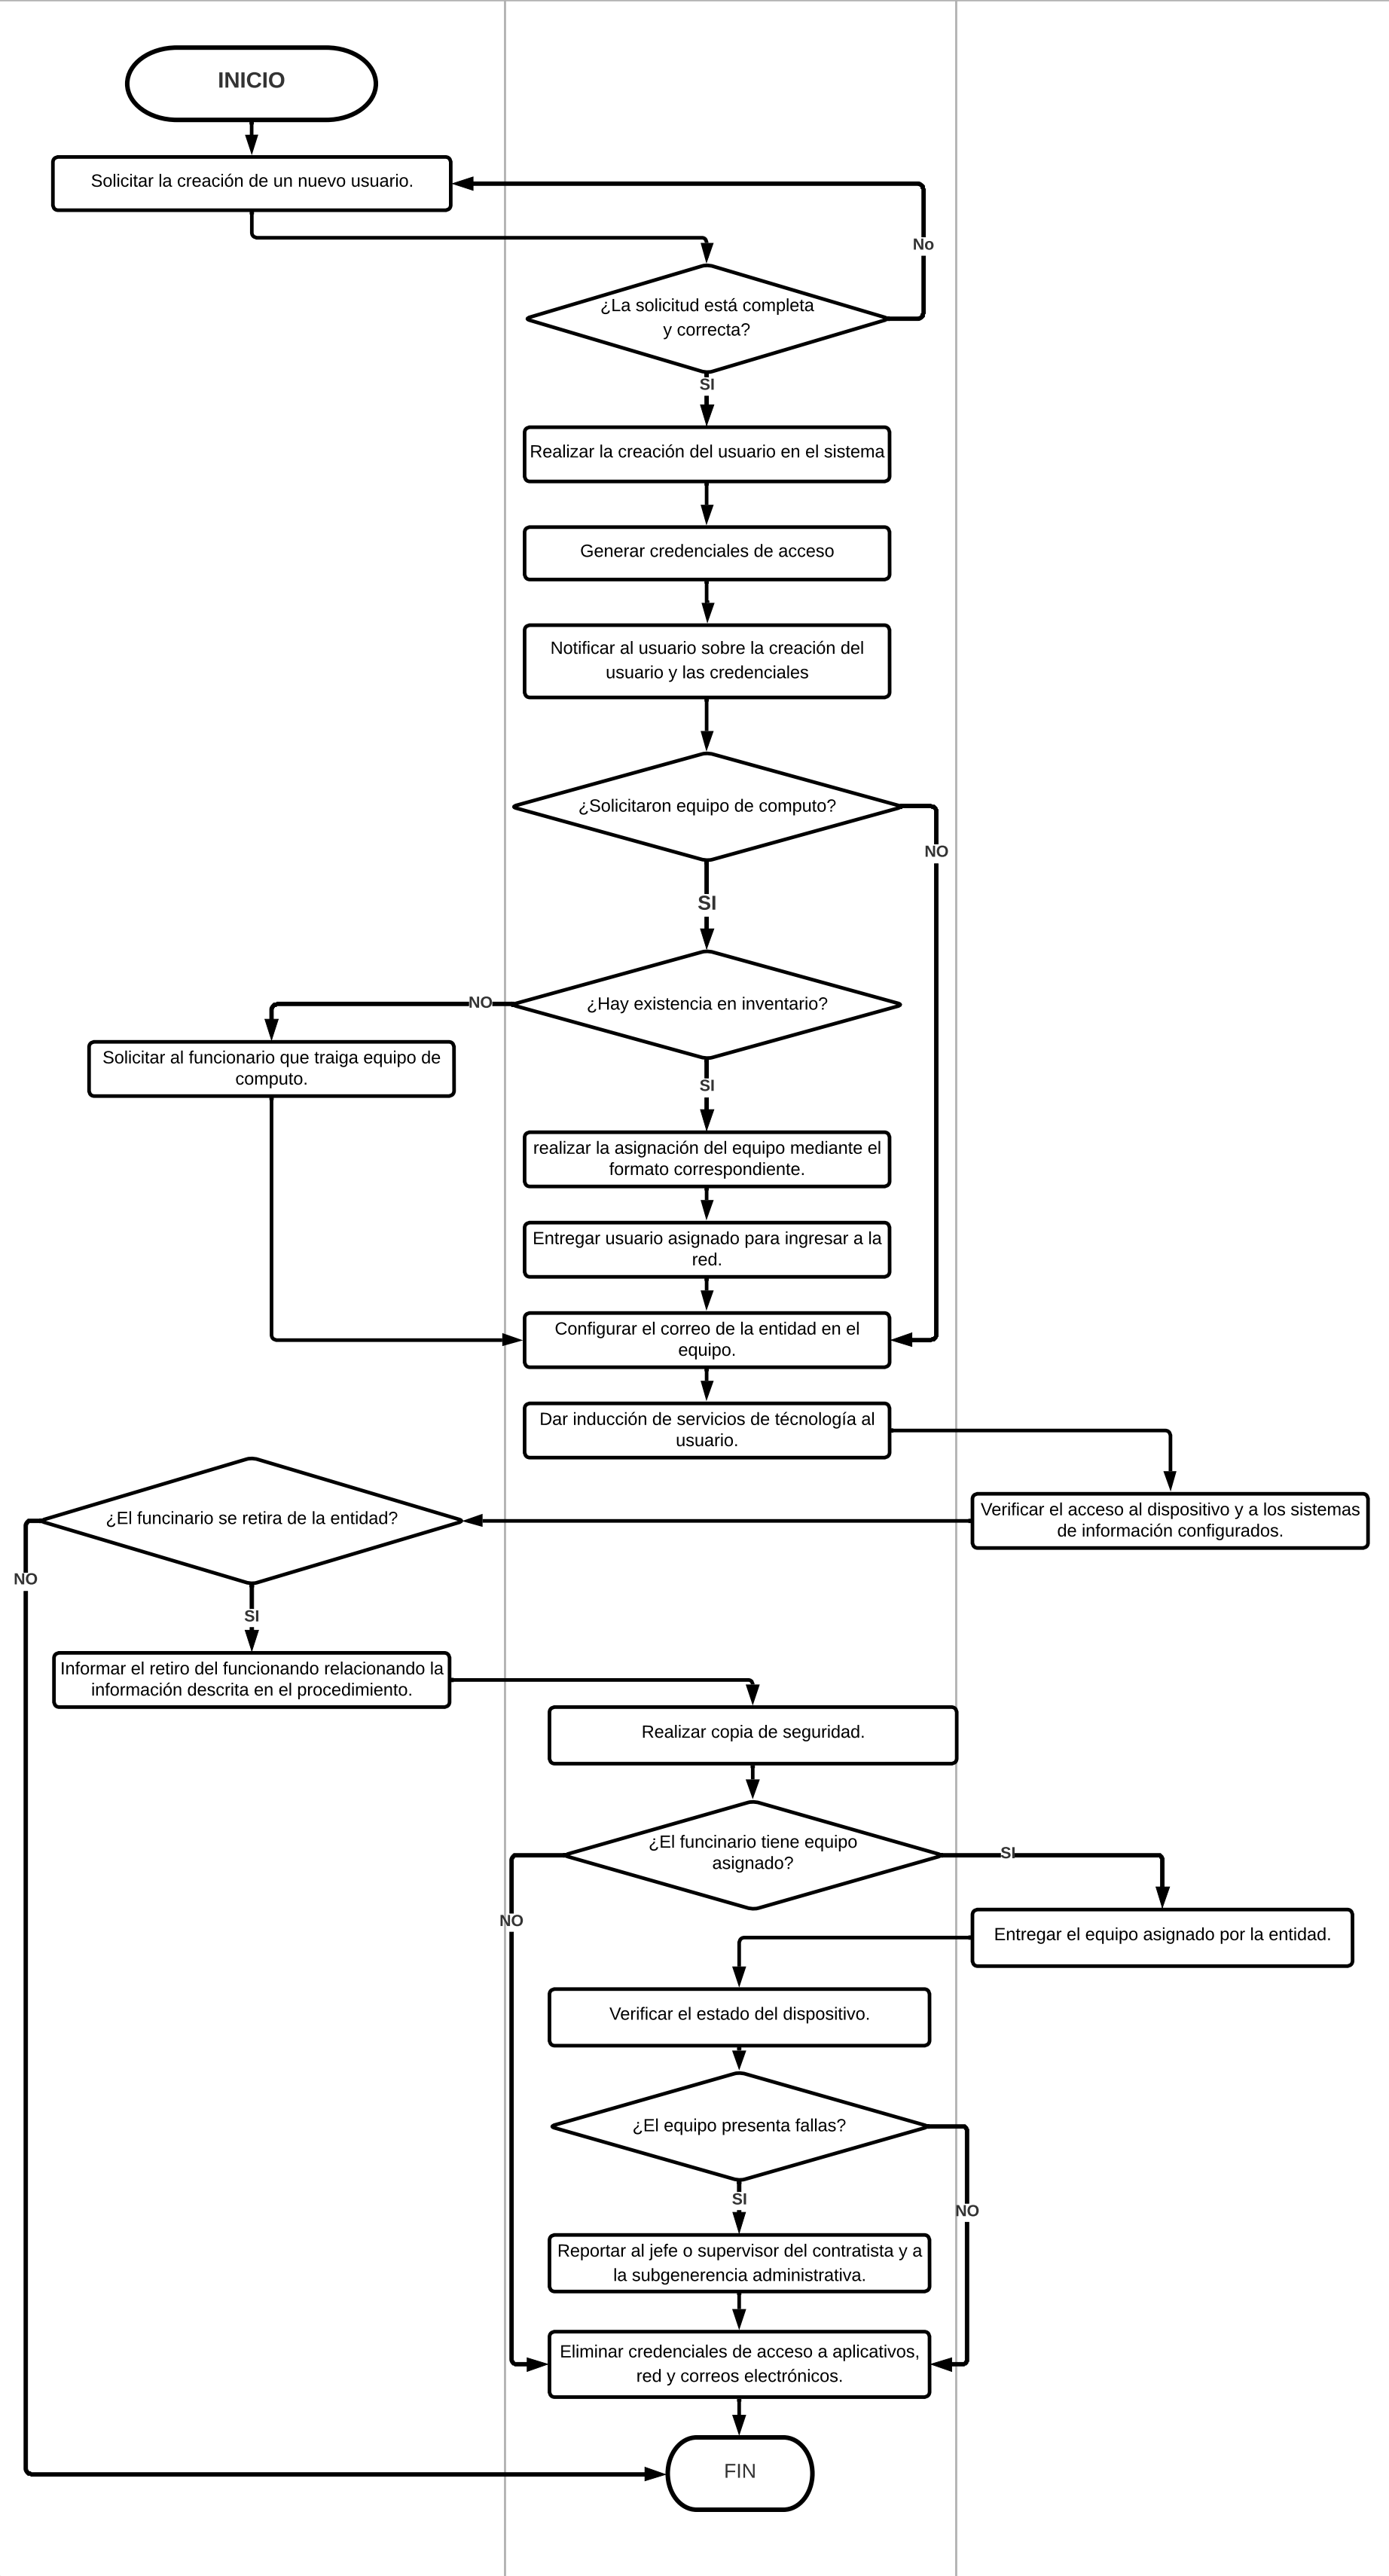 INICIO
Solicitar la creación de un nuevo usuario.
No
¿La solicitud está completa
y correcta?
SI
Realizar la creación del usuario en el sistema
Generar credenciales de acceso
Notificar al usuario sobre la creación del
usuario y las credenciales
¿Solicitaron equipo de computo?
NO
SI
¿Hay existencia en inventario?
NO
Solicitar al funcionario que traiga equipo de
computo.
SI
realizar la asignación del equipo mediante el
formato correspondiente.
Entregar usuario asignado para ingresar a la
red.
Configurar el correo de la entidad en el
equipo.
Dar inducción de servicios de técnología al
usuario.
Verificar el acceso al dispositivo y a los sistemas
de información configurados.
¿El funcinario se retira de la entidad?
NO
SI
Informar el retiro del funcionando relacionando la
información descrita en el procedimiento.
Realizar copia de seguridad.
¿El funcinario tiene equipo
asignado?
SI
NO
Entregar el equipo asignado por la entidad.
Verificar el estado del dispositivo.
¿El equipo presenta fallas?
SI
NO
Reportar al jefe o supervisor del contratista y a
la subgenerencia administrativa.
Eliminar credenciales de acceso a aplicativos,
red y correos electrónicos.
FIN